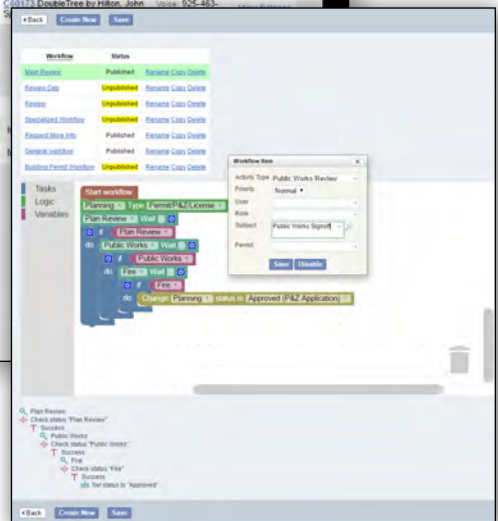 C60173 DoubleTree by Hilton, John Voice: 925-463-
Back Create New Save
Workflow Status
Main Review Published Rename Copy Delete
Review Dep Unpublished Rename Copy Delete
Review Unpublished Rename Copy Delete
Specialized Workflow Unpublished Rename Copy Delete
Request More Info Published Rename Copy Delete
General workflow Published Rename Copy Delete
Building Permit Workflow Unpublished Rename Copy Delete
Workflow Item x
Activity Type Public Works Review
Priority Normal
User
Role
Subject Public Works Signoff
Permit
Save Disable
Tasks
Logic
Variables
Start workflow
Planning Type Permit/P&Z/License
Plan Review Wait
if Plan Review
do Public Works Wait
if Public Works
do Fire Wait
if Fire
do Change Planning status to Approved (P&Z Application)
Plan Review
Check status "Plan Review"
Success
Public Works
Check status "Public Works"
Success
Fire
Check status "Fire"
Success
Set status to "Approved"
Back Create New Save